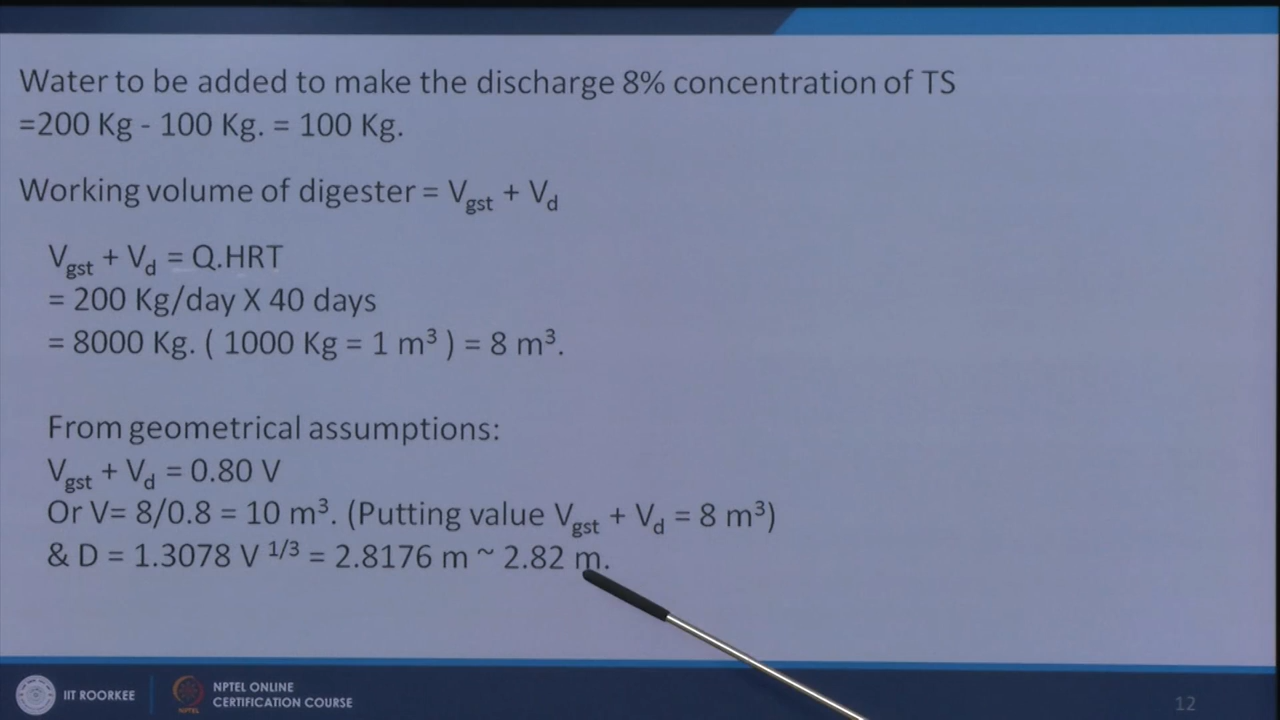 Water to be added to make the discharge 8% concentration of TS
=200 Kg - 100 Kg. = 100 Kg.
Working volume of digester = Vgst + Vd
Vgst + Vd = Q.HRT
= 200 Kg/day X 40 days
= 8000 Kg. ( 1000 Kg = 1 m³ ) = 8 m³.
From geometrical assumptions:
Vgst + Vd = 0.80 V
Or V= 8/0.8 = 10 m³. (Putting value Vgst + Vd = 8 m³)
& D = 1.3078 V 1/3 = 2.8176 m ~ 2.82 m.
IIT ROORKEE
NPTEL ONLINE
CERTIFICATION COURSE
12